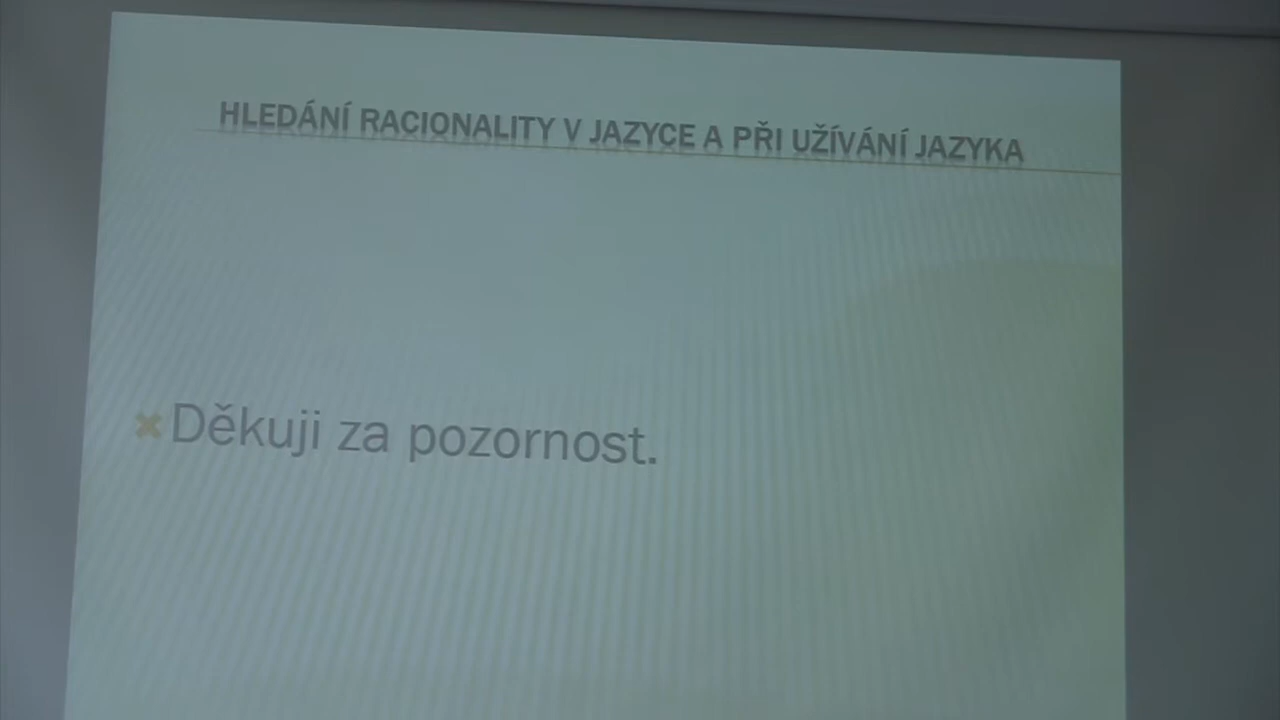 HLEDÁNÍ RACIONALITY V JAZYCE A PŘI UŽÍVÁNÍ JAZYKA
Děkuji za pozornost.